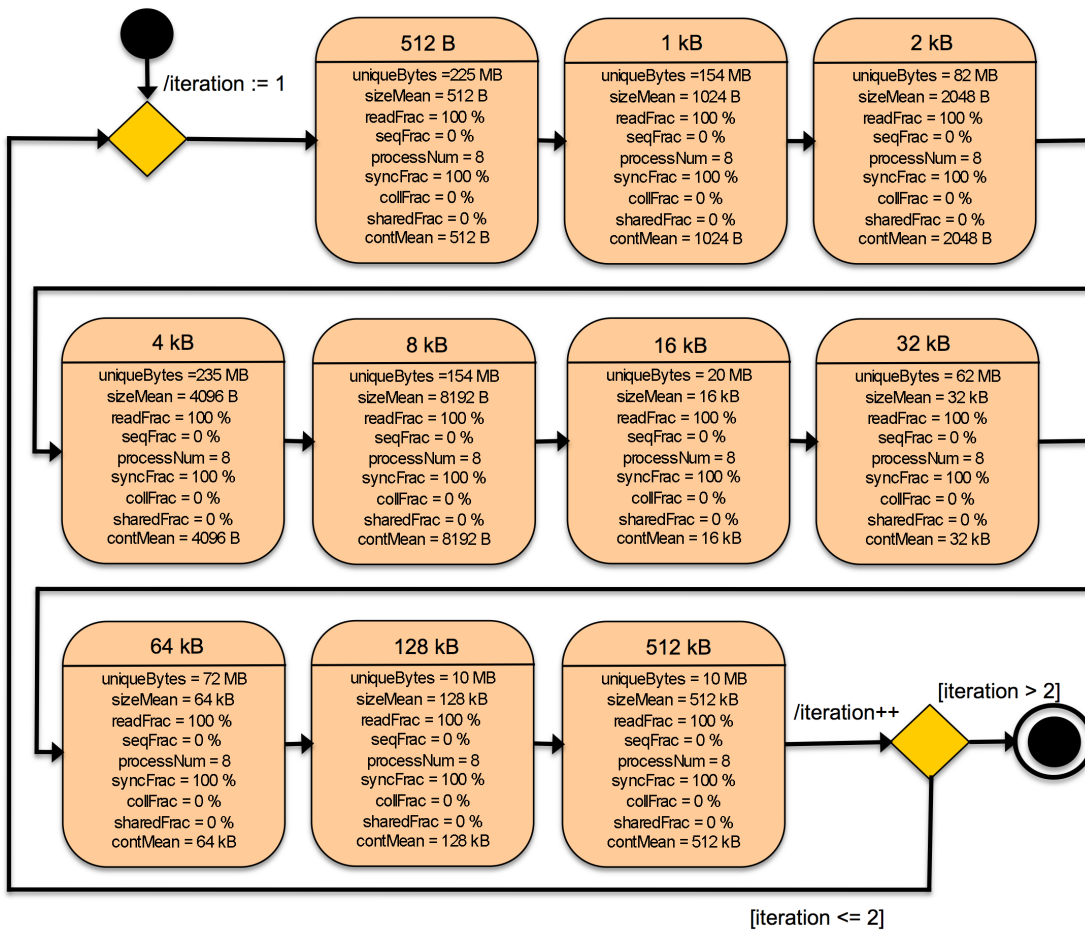 /iteration := 1
512 B
uniqueBytes =225 MB
sizeMean = 512 B
readFrac = 100 %
seqFrac = 0 %
processNum = 8
syncFrac = 100 %
collFrac = 0 %
sharedFrac = 0 %
contMean = 512 B
1 kB
uniqueBytes =154 MB
sizeMean = 1024 B
readFrac = 100 %
seqFrac = 0 %
processNum = 8
syncFrac = 100 %
collFrac = 0 %
sharedFrac = 0 %
contMean = 1024 B
2 kB
uniqueBytes = 82 MB
sizeMean = 2048 B
readFrac = 100 %
seqFrac = 0 %
processNum = 8
syncFrac = 100 %
collFrac = 0 %
sharedFrac = 0 %
contMean = 2048 B
4 kB
uniqueBytes =235 MB
sizeMean = 4096 B
readFrac = 100 %
seqFrac = 0 %
processNum = 8
syncFrac = 100 %
collFrac = 0 %
sharedFrac = 0 %
contMean = 4096 B
8 kB
uniqueBytes =154 MB
sizeMean = 8192 B
readFrac = 100 %
seqFrac = 0 %
processNum = 8
syncFrac = 100 %
collFrac = 0 %
sharedFrac = 0 %
contMean = 8192 B
16 kB
uniqueBytes = 20 MB
sizeMean = 16 kB
readFrac = 100 %
seqFrac = 0 %
processNum = 8
syncFrac = 100 %
collFrac = 0 %
sharedFrac = 0 %
contMean = 16 kB
32 kB
uniqueBytes = 62 MB
sizeMean = 32 kB
readFrac = 100 %
seqFrac = 0 %
processNum = 8
syncFrac = 100 %
collFrac = 0 %
sharedFrac = 0 %
contMean = 32 kB
64 kB
uniqueBytes = 72 MB
sizeMean = 64 kB
readFrac = 100 %
seqFrac = 0 %
processNum = 8
syncFrac = 100 %
collFrac = 0 %
sharedFrac = 0 %
contMean = 64 kB
128 kB
uniqueBytes = 10 MB
sizeMean = 128 kB
readFrac = 100 %
seqFrac = 0 %
processNum = 8
syncFrac = 100 %
collFrac = 0 %
sharedFrac = 0 %
contMean = 128 kB
512 kB
uniqueBytes = 10 MB
sizeMean = 512 kB
readFrac = 100 %
seqFrac = 0 %
processNum = 8
syncFrac = 100 %
collFrac = 0 %
sharedFrac = 0 %
contMean = 512 kB
/iteration++
[iteration > 2]
[iteration <= 2]